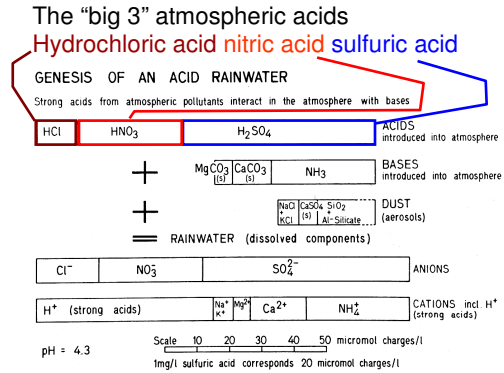 The “big 3” atmospheric acids
Hydrochloric acid nitric acid sulfuric acid
GENESIS OF AN ACID RAINWATER
Strong acids from atmospheric pollutants interact in the atmosphere with bases
HCl HNO3 H2SO4 ACIDS
introduced into atmosphere
+ MgCO3 (s) CaCO3 (s) NH3 BASES
introduced into atmosphere
+ NaCl + KCl CaSO4 (s) SiO2 + Al-Silicate DUST
(aerosols)
= RAINWATER (dissolved components)
Cl⁻ NO3⁻ SO4²⁻ ANIONS
H⁺ (strong acids) Na⁺ K⁺ Mg²⁺ Ca²⁺ NH4⁺ CATIONS incl. H⁺
(strong acids)
pH = 4.3
Scale 10 20 30 40 50 micromol charges/l
1mg/l sulfuric acid corresponds 20 micromol charges/l